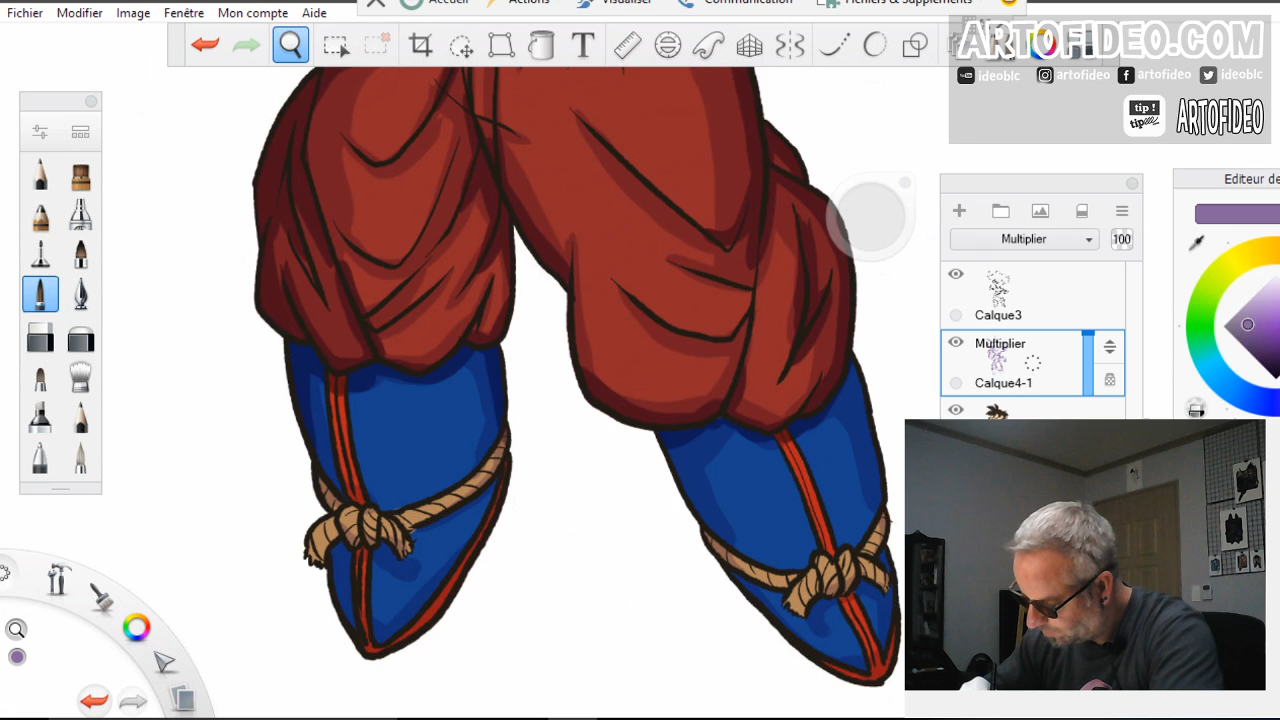 Accueil Actions Visualiser Communication Fichiers & Suppléments
Fichier Modifier Image Fenêtre Mon compte Aide
T
ARTOFIDEO.COM
You ideoblc artofideo f artofideo ideoblc
tip !
tip
ARTOFIDEO
Editeur de
Multiplier 100
Calque3
Multiplier
Calque4-1